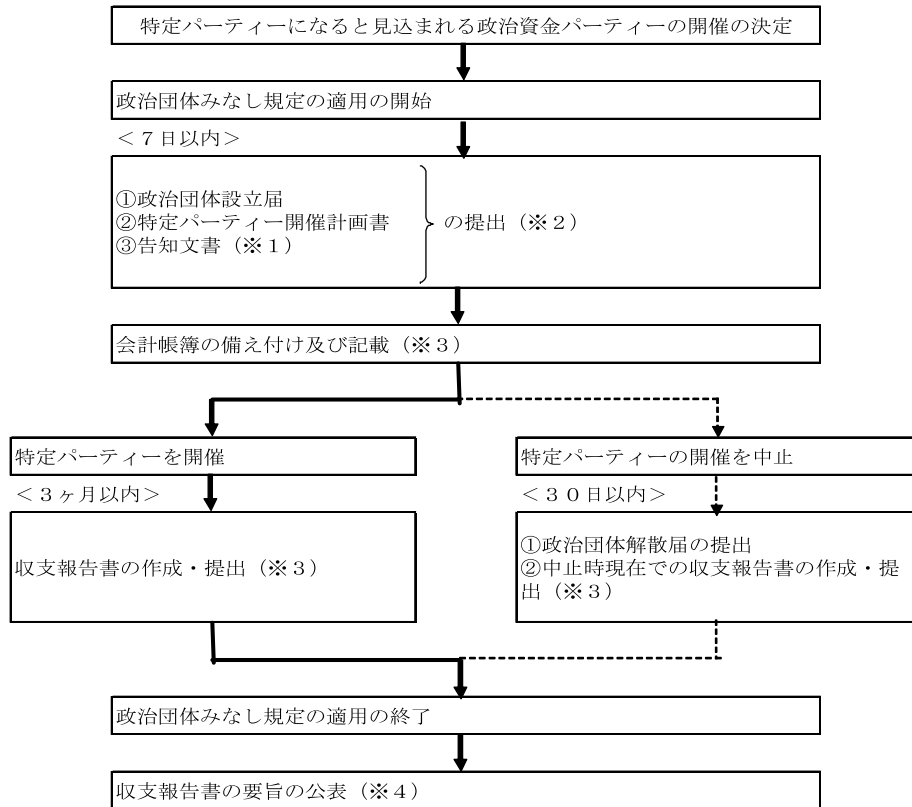 特定パーティーになると見込まれる政治資金パーティーの開催の決定
政治団体みなし規定の適用の開始
＜７日以内＞
①政治団体設立届
②特定パーティー開催計画書
③告知文書（※１）
の提出（※２）
会計帳簿の備え付け及び記載（※３）
特定パーティーを開催
＜３ヶ月以内＞
収支報告書の作成・提出（※３）
特定パーティーの開催を中止
＜３０日以内＞
①政治団体解散届の提出
②中止時現在での収支報告書の作成・提
出（※３）
政治団体みなし規定の適用の終了
収支報告書の要旨の公表（※４）